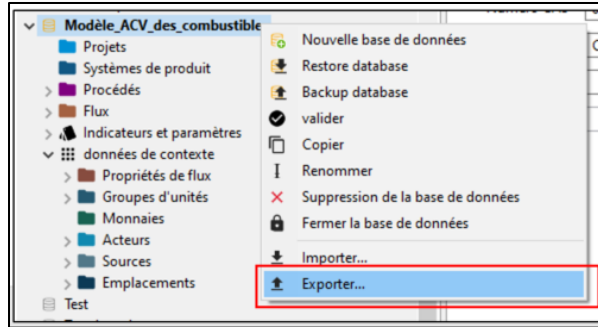 Modèle_ACV_des_combustible
Projets
Systèmes de produit
Procédés
Flux
Indicateurs et paramètres
données de contexte
Propriétés de flux
Groupes d'unités
Monnaies
Acteurs
Sources
Emplacements
Test
Nouvelle base de données
Restore database
Backup database
valider
Copier
Renommer
Suppression de la base de données
Fermer la base de données
Importer...
Exporter...